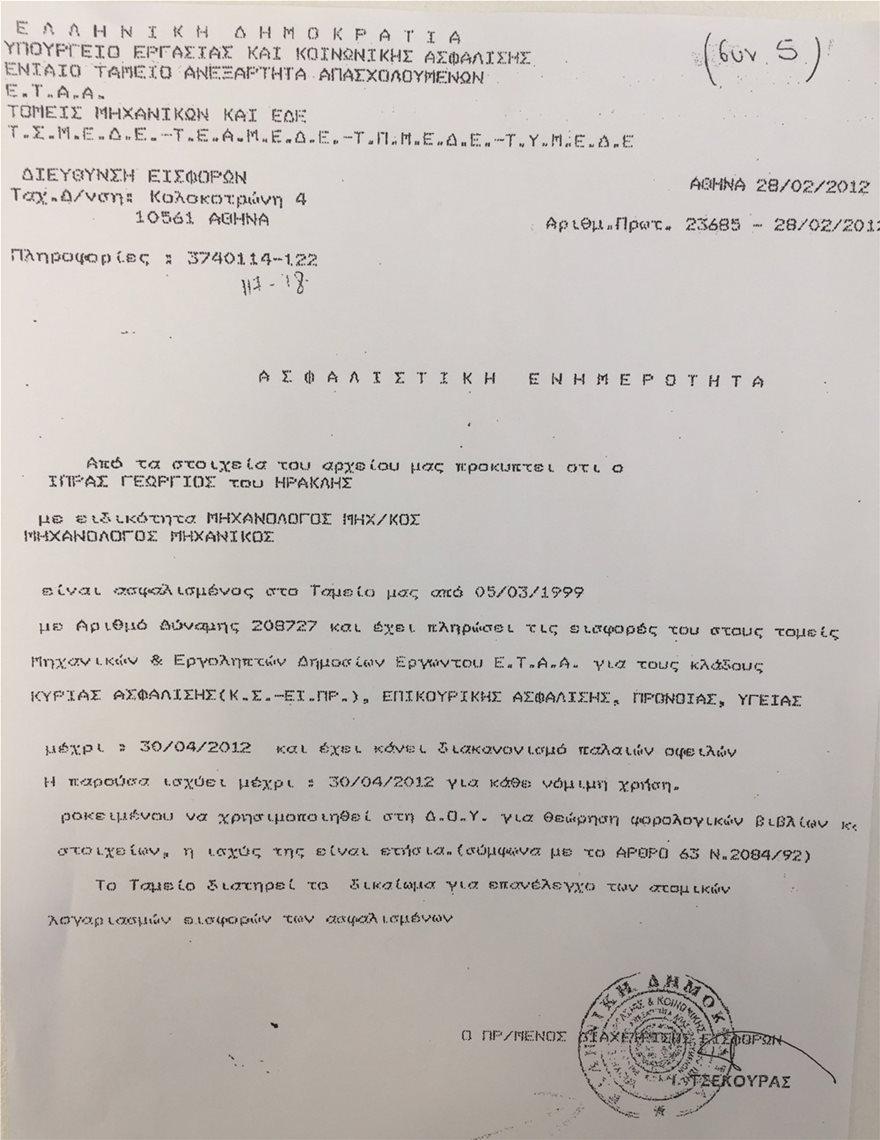 ΕΛΛΗΝΙΚΗ ΔΗΜΟΚΡΑΤΙΑ
(Συν 5)
ΥΠΟΥΡΓΕΙΟ ΕΡΓΑΣΙΑΣ ΚΑΙ ΚΟΙΝΩΝΙΚΗΣ ΑΣΦΑΛΙΣΗΣ
ΕΝΙΑΙΟ ΤΑΜΕΙΟ ΑΝΕΞΑΡΤΗΤΑ ΑΠΑΣΧΟΛΟΥΜΕΝΩΝ
Ε.Τ.Α.Α.
ΤΟΜΕΙΣ ΜΗΧΑΝΙΚΩΝ ΚΑΙ ΕΔΕ
Τ.Σ.Μ.Ε.Δ.Ε.-Τ.Ε.Α.Μ.Ε.Δ.Ε.-Τ.Π.Μ.Ε.Δ.Ε.-Τ.Υ.Μ.Ε.Δ.Ε
ΔΙΕΥΘΥΝΣΗ ΕΙΣΦΟΡΩΝ
ΑΘΗΝΑ 28/02/2012
Ταχ.Δ/νση: Κολοκοτρώνη 4
10561 ΑΘΗΝΑ
Αριθμ.Πρωτ. 23685 - 28/02/2012
Πληροφορίες : 3740114-122
117-18
ΑΣΦΑΛΙΣΤΙΚΗ ΕΝΗΜΕΡΟΤΗΤΑ
Από τα στοιχεία του αρχείου μας προκυπτει οτι ο
ΙΠΡΑΣ ΓΕΩΡΓΙΟΣ του ΗΡΑΚΛΗΣ
με ειδικότητα ΜΗΧΑΝΟΛΟΓΟΣ ΜΗΧ/ΚΟΣ
ΜΗΧΑΝΟΛΟΓΟΣ ΜΗΧΑΝΙΚΟΣ
είναι ασφαλισμένος στο Ταμείο μας από 05/03/1999
με Αριθμό Δύναμης 208727 και έχει πληρώσει τις εισφορές του στους τομείς
Μηχανικών & Εργοληπτών Δημοσίων Εργωντου Ε.Τ.Α.Α. για τους κλάδους
ΚΥΡΙΑΣ ΑΣΦΑΛΙΣΗΣ(Κ.Σ.-ΕΙ.ΠΡ.), ΕΠΙΚΟΥΡΙΚΗΣ ΑΣΦΑΛΙΣΗΣ, ΠΡΟΝΟΙΑΣ, ΥΓΕΙΑΣ
μέχρι : 30/04/2012 και έχει κάνει διακανονισμό παλαιών οφειλών
Η παρούσα ισχύει μέχρι : 30/04/2012 για κάθε νόμιμη χρήση.
ροκειμένου να χρησιμοποιηθεί στη Δ.Ο.Υ. για θεώρηση φορολογικών βιβλίων κ
στοιχείων, η ισχύς της είναι ετήσια.(σύμφωνα με το ΑΡΘΡΟ 63 Ν.2084/92)
Το Ταμείο διατηρεί το δικαίωμα για επανέλεγχο των ατομικών
λογαριασμών εισφορών των ασφαλισμένων
ΕΛΛΗΝΙΚΗ ΔΗΜΟΚΡΑΤΙΑ
Ο ΠΡ/ΜΕΝΟΣ ΔΙΑΧΕΙΡΙΣΗΣ ΕΙΣΦΟΡΩΝ
Ι. ΤΣΕΚΟΥΡΑΣ